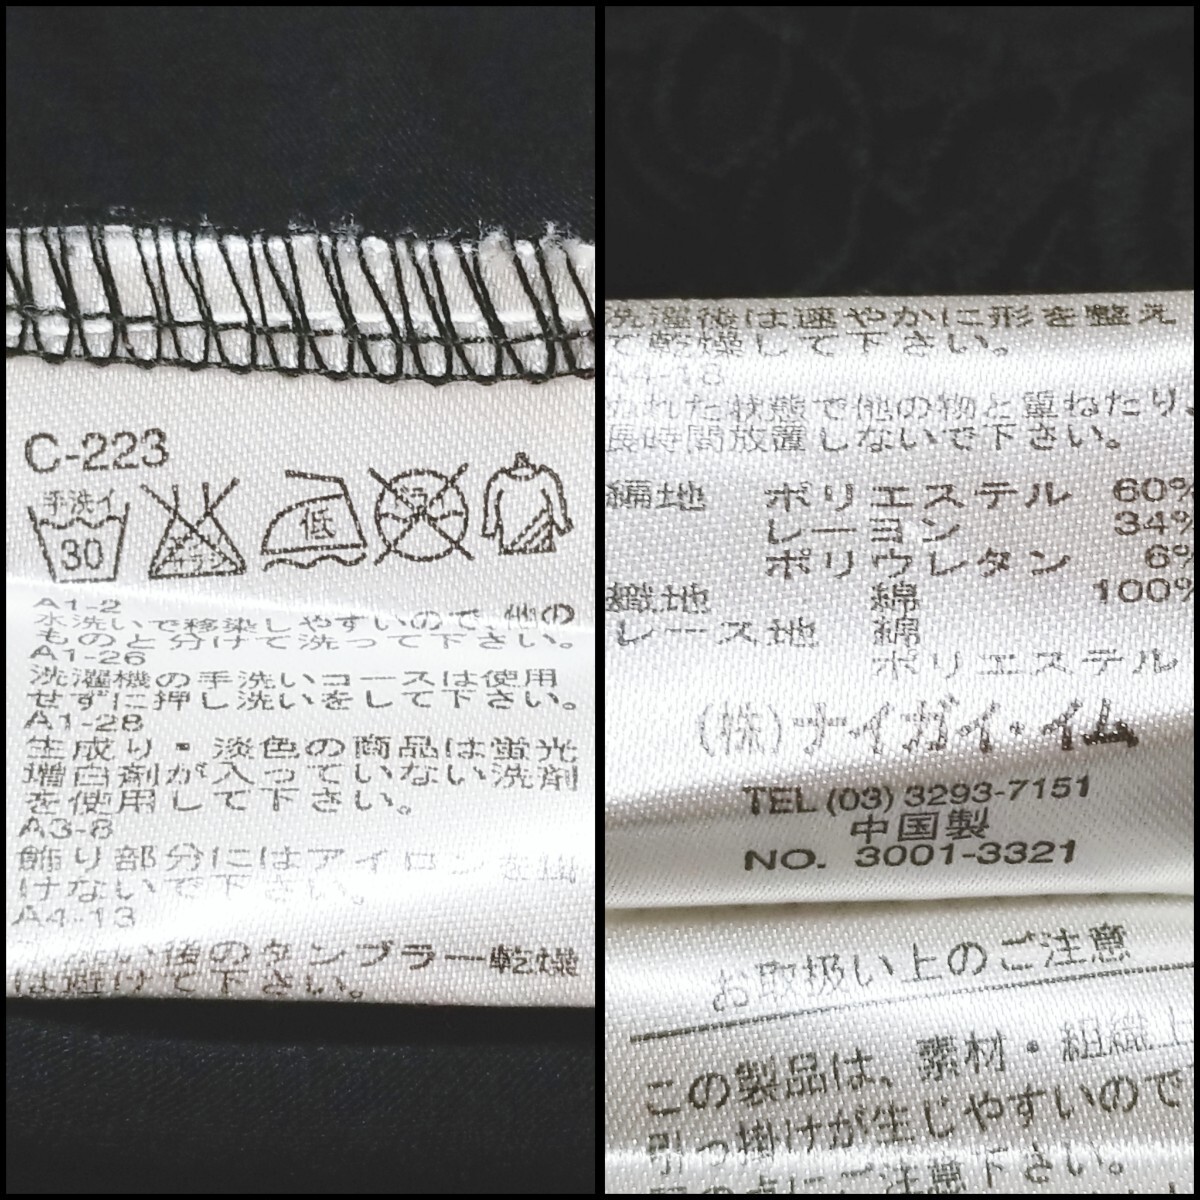 C-223
手洗イ
30
低
A1-2
水洗いで移染しやすいので、他の
ものと分けて洗って下さい。
A1-26
洗濯機の手洗いコースは使用
せずに押し洗いをして下さい。
A1-28
生成り・淡色の商品は蛍光
増白剤が入っていない洗剤
を使用して下さい。
A3-8
飾り部分にはアイロンを掛
けないで下さい。
A4-13
い後のタンブラー乾燥
は避けて下さい。
洗濯後は速やかに形を整え
て乾燥して下さい。
A4-18
ぬれた状態で他の物と重ねたり、
長時間放置しないで下さい。
編地 ポリエステル 60%
レーヨン 34%
ポリウレタン 6%
織地 綿 100%
レース地 綿
ポリエステル
(株)ナイガイ・イム
TEL (03) 3293-7151
中国製
NO. 3001-3321
お取扱い上のご注意
この製品は、素材・組織上
引っ掛けが生じやすいので
点にご注意下さい。